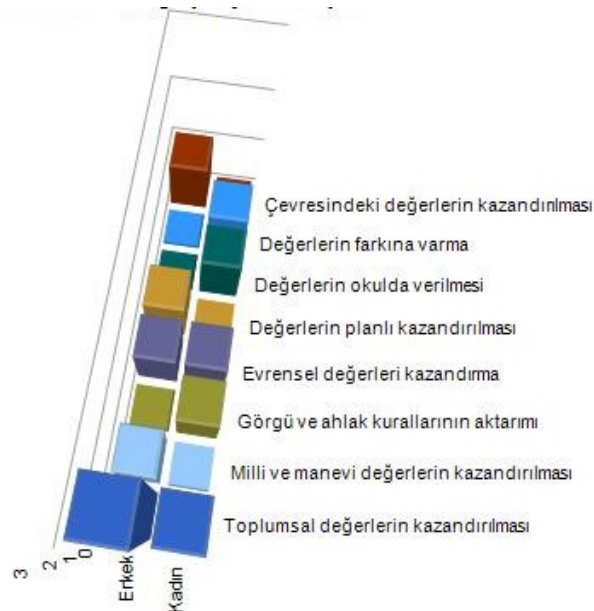 Çevresindeki değerlerin kazandırılması
Değerlerin farkına varma
Değerlerin okulda verilmesi
Değerlerin planlı kazandırılması
Evrensel değerleri kazandırma
Görgü ve ahlak kurallarının aktarımı
Milli ve manevi değerlerin kazandırılması
Toplumsal değerlerin kazandırılması
3
2
1
0
Erkek
Kadın